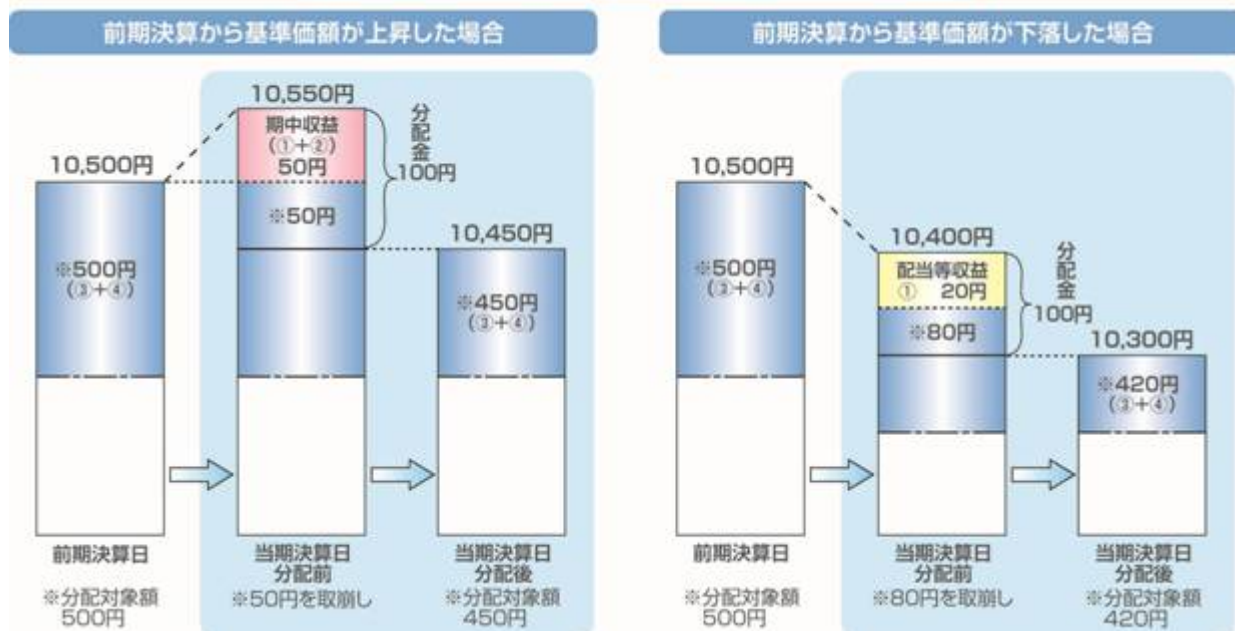 前期決算から基準価額が上昇した場合
10,550円
期中収益
(①+②)
50円
分配金
100円
10,500円
※50円
※500円
(③+④)
10,450円
※450円
(③+④)
前期決算日
当期決算日
分配前
当期決算日
分配後
※分配対象額
500円
※50円を取崩し
※分配対象額
450円
前期決算から基準価額が下落した場合
10,500円
10,400円
配当等収益
① 20円
分配金
100円
※500円
(③+④)
※80円
10,300円
※420円
(③+④)
前期決算日
当期決算日
分配前
当期決算日
分配後
※分配対象額
500円
※80円を取崩し
※分配対象額
420円